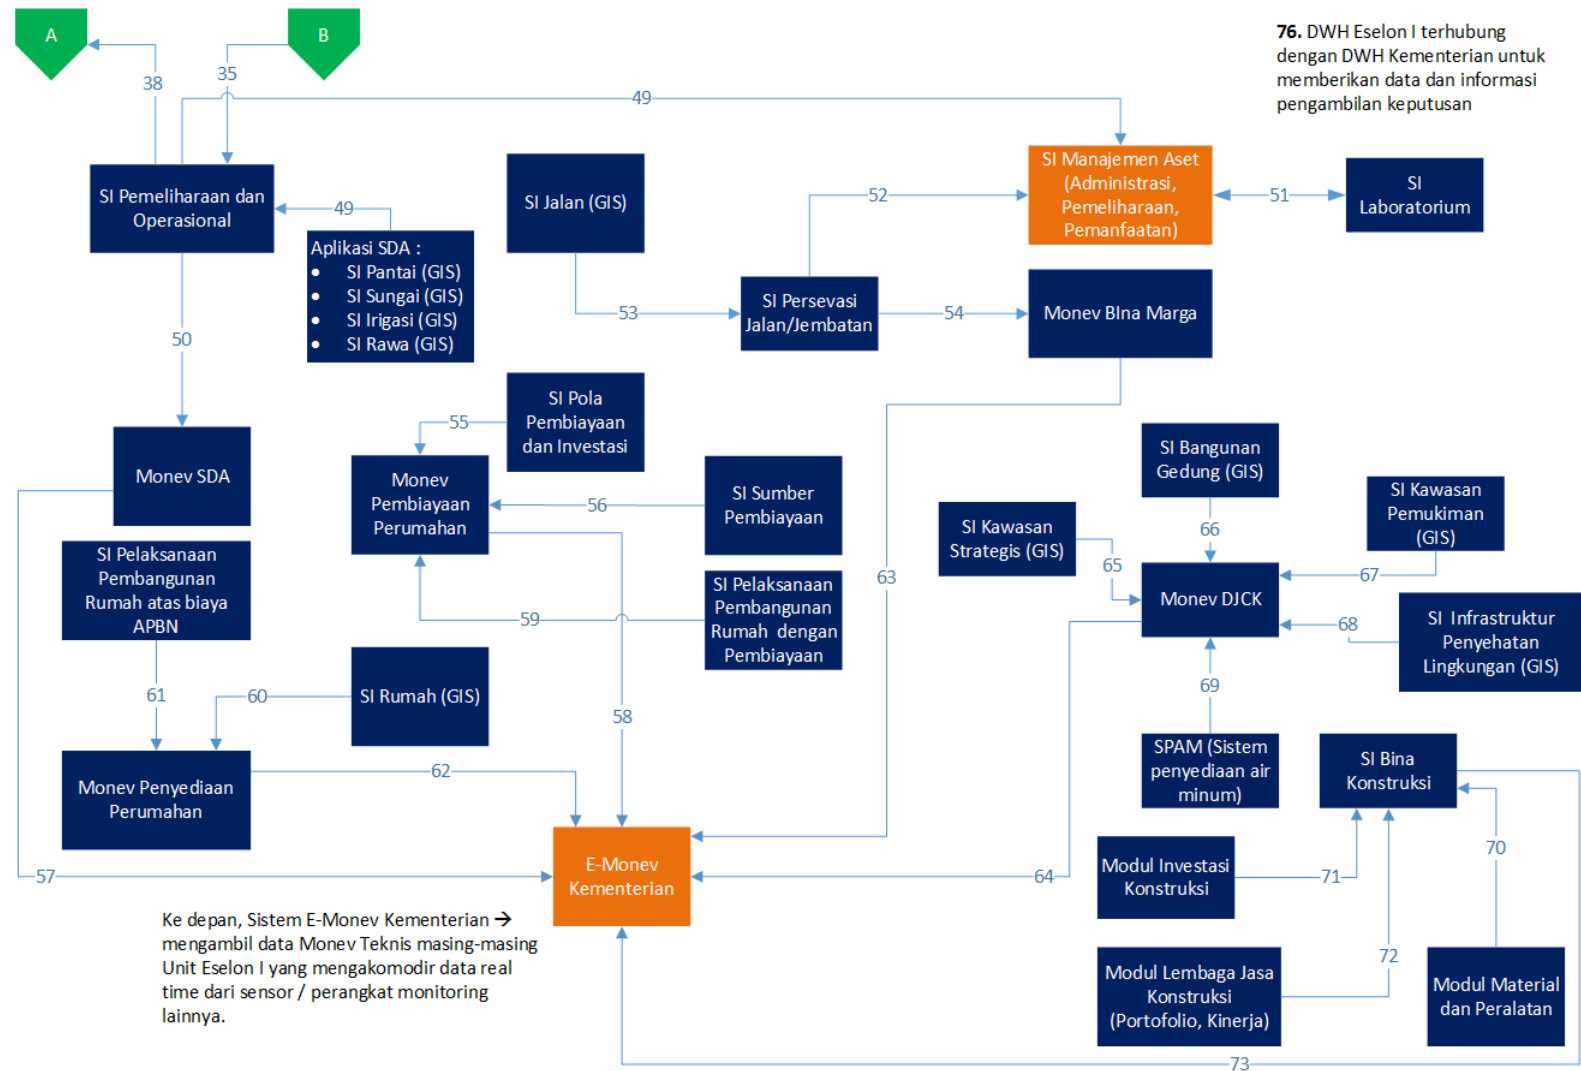 A
B
76. DWH Eselon I terhubung
dengan DWH Kementerian untuk
memberikan data dan informasi
pengambilan keputusan
38
35
49
SI Pemeliharaan dan
Operasional
49
Aplikasi SDA :
• SI Pantai (GIS)
• SI Sungai (GIS)
• SI Irigasi (GIS)
• SI Rawa (GIS)
SI Jalan (GIS)
52
SI Manajemen Aset
(Administrasi,
Pemeliharaan,
Pemanfaatan)
51
SI
Laboratorium
50
53
SI Persevasi
Jalan/Jembatan
54
Monev BIna Marga
SI Pola
Pembiayaan
dan Investasi
55
Monev SDA
Monev
Pembiayaan
Perumahan
56
SI Sumber
Pembiayaan
SI Bangunan
Gedung (GIS)
66
SI Kawasan
Pemukiman
(GIS)
SI Kawasan
Strategis (GIS)
65
67
SI Pelaksanaan
Pembangunan
Rumah atas biaya
APBN
59
SI Pelaksanaan
Pembangunan
Rumah dengan
Pembiayaan
63
Monev DJCK
68
SI Infrastruktur
Penyehatan
Lingkungan (GIS)
61
60
SI Rumah (GIS)
58
69
SPAM (Sistem
penyediaan air
minum)
SI Bina
Konstruksi
Monev Penyediaan
Perumahan
62
57
E-Monev
Kementerian
64
Modul Investasi
Konstruksi
71
70
72
Ke depan, Sistem E-Monev Kementerian →
mengambil data Monev Teknis masing-masing
Unit Eselon I yang mengakomodir data real
time dari sensor / perangkat monitoring
lainnya.
Modul Lembaga Jasa
Konstruksi
(Portofolio, Kinerja)
Modul Material
dan Peralatan
73